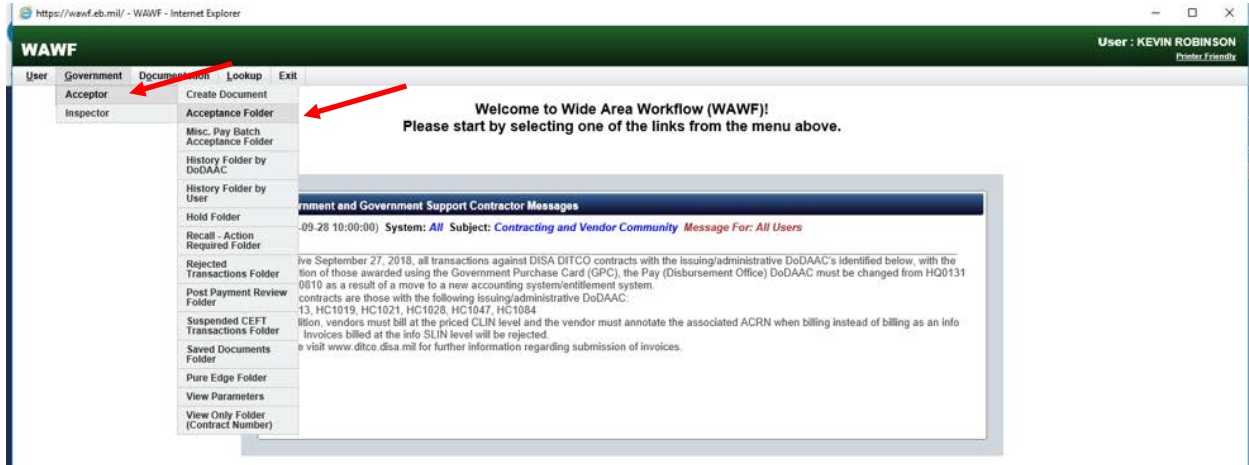 https://wawf.eb.mil/ - WAWF - Internet Explorer
WAWF
User : KEVIN ROBINSON
Printer Friendly
User Government Documentation Lookup Exit
Acceptor
Inspector
Create Document
Acceptance Folder
Misc. Pay Batch
Acceptance Folder
History Folder by
DoDAAC
History Folder by
User
Hold Folder
Recall - Action
Required Folder
Rejected
Transactions Folder
Post Payment Review
Folder
Suspended CEFT
Transactions Folder
Saved Documents
Folder
Pure Edge Folder
View Parameters
View Only Folder
(Contract Number)
Welcome to Wide Area Workflow (WAWF)!
Please start by selecting one of the links from the menu above.
rnment and Government Support Contractor Messages
-09-28 10:00:00) System: All Subject: Contracting and Vendor Community Message For: All Users
ive September 27, 2018, all transactions against DISA DITCO contracts with the issuing/administrative DoDAAC's identified below, with the
tion of those awarded using the Government Purchase Card (GPC), the Pay (Disbursement Office) DoDAAC must be changed from HQ0131
0810 as a result of a move to a new accounting system/entitlement system.
contracts are those with the following issuing/administrative DoDAAC:
13, HC1019, HC1021, HC1028, HC1047, HC1084
lition, vendors must bill at the priced CLIN level and the vendor must annotate the associated ACRN when billing instead of billing as an info
Invoices billed at the info SLIN level will be rejected.
e visit www.ditco.disa.mil for further information regarding submission of invoices.